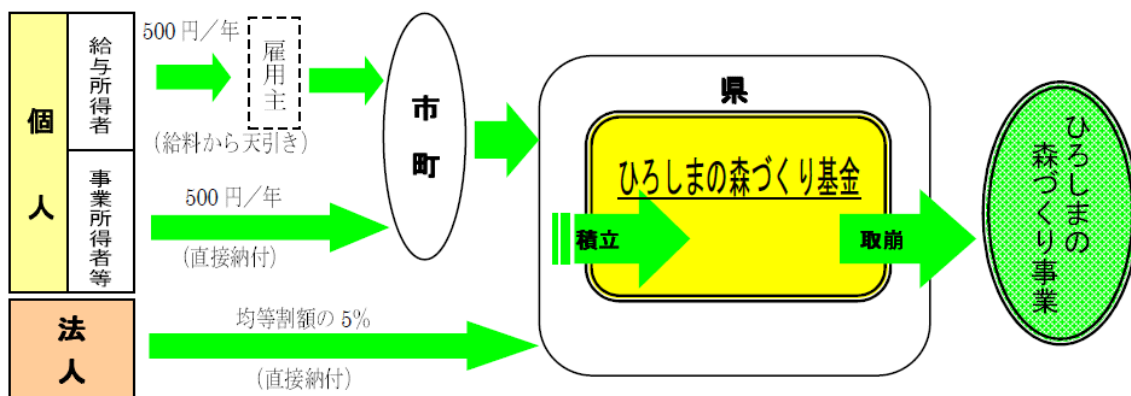 個人
給与所得者
事業所得者等
法人
500円／年
雇用主
(給料から天引き)
500円／年
(直接納付)
均等割額の5%
(直接納付)
市町
県
ひろしまの森づくり基金
積立
取崩
ひろしまの
森づくり事業